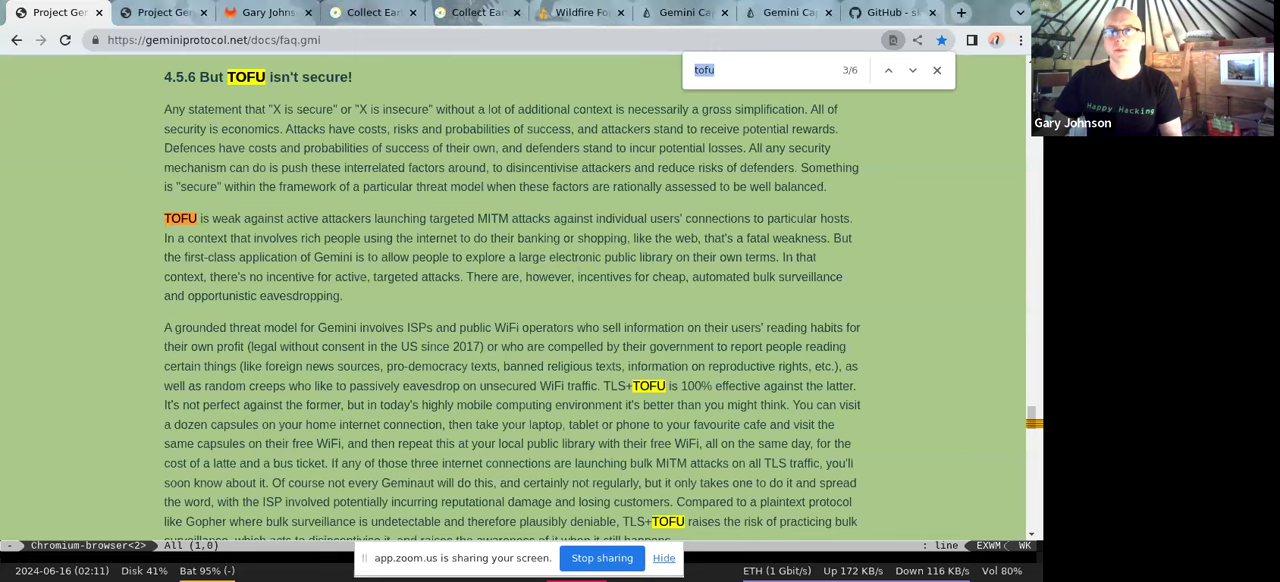 Project Ger
Project Ger
Gary Johns
Collect Ear
Collect Ear
Wildfire Fo
Gemini Ca
Gemini Ca
GitHub - sk
https://geminiprotocol.net/docs/faq.gmi
tofu
3/6
Happy Hacking
Gary Johnson
4.5.6 But TOFU isn't secure!
Any statement that "X is secure" or "X is insecure" without a lot of additional context is necessarily a gross simplification. All of
security is economics. Attacks have costs, risks and probabilities of success, and attackers stand to receive potential rewards.
Defences have costs and probabilities of success of their own, and defenders stand to incur potential losses. All any security
mechanism can do is push these interrelated factors around, to disincentivise attackers and reduce risks of defenders. Something
is "secure" within the framework of a particular threat model when these factors are rationally assessed to be well balanced.
TOFU is weak against active attackers launching targeted MITM attacks against individual users' connections to particular hosts.
In a context that involves rich people using the internet to do their banking or shopping, like the web, that's a fatal weakness. But
the first-class application of Gemini is to allow people to explore a large electronic public library on their own terms. In that
context, there's no incentive for active, targeted attacks. There are, however, incentives for cheap, automated bulk surveillance
and opportunistic eavesdropping.
A grounded threat model for Gemini involves ISPs and public WiFi operators who sell information on their users' reading habits for
their own profit (legal without consent in the US since 2017) or who are compelled by their government to report people reading
certain things (like foreign news sources, pro-democracy texts, banned religious texts, information on reproductive rights, etc.), as
well as random creeps who like to passively eavesdrop on unsecured WiFi traffic. TLS+TOFU is 100% effective against the latter.
It's not perfect against the former, but in today's highly mobile computing environment it's better than you might think. You can visit
a dozen capsules on your home internet connection, then take your laptop, tablet or phone to your favourite cafe and visit the
same capsules on their free WiFi, and then repeat this at your local public library with their free WiFi, all on the same day, for the
cost of a latte and a bus ticket. If any of those three internet connections are launching bulk MITM attacks on all TLS traffic, you'll
soon know about it. Of course not every Geminaut will do this, and certainly not regularly, but it only takes one to do it and spread
the word, with the ISP involved potentially incurring reputational damage and losing customers. Compared to a plaintext protocol
like Gopher where bulk surveillance is undetectable and therefore plausibly deniable, TLS+TOFU raises the risk of practicing bulk
surveillance, which acts to disincentivise it, and raises the awareness of it when it still happens.
- Chromium-browser<2> All (1,0) : line EXWM WK
app.zoom.us is sharing your screen. Stop sharing Hide
2024-06-16 (02:11) Disk 41% Bat 95% (-) ETH (1 Gbit/s) Up 172 KB/s Down 116 KB/s Vol 80%